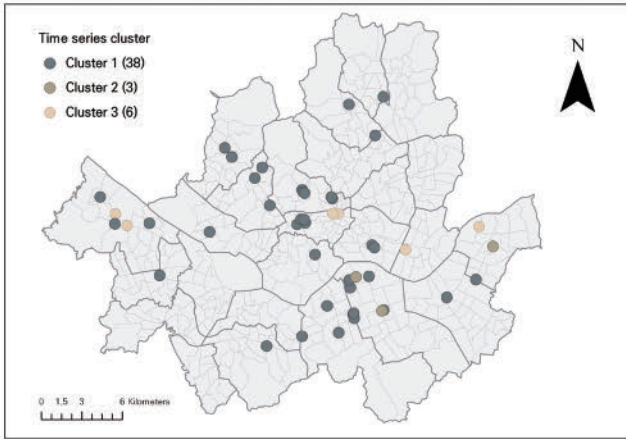 Time series cluster
Cluster 1 (38)
Cluster 2 (3)
Cluster 3 (6)
N
0 1.5 3 6 Kilometers